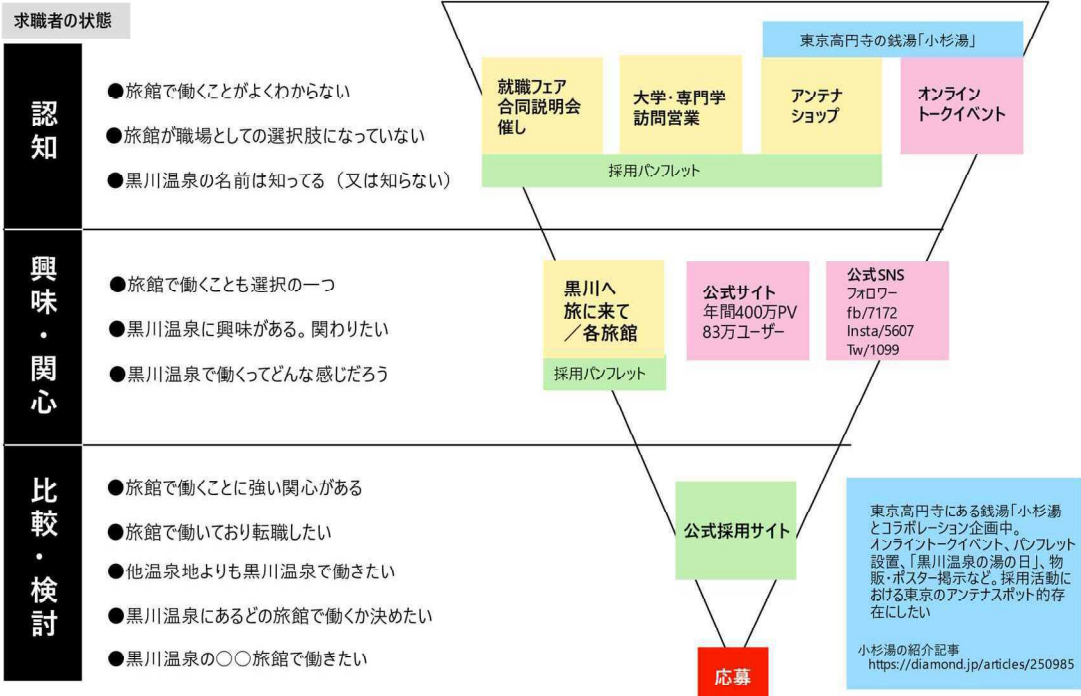 求職者の状態
認知
●旅館で働くことがよくわからない
●旅館が職場としての選択肢になっていない
●黒川温泉の名前は知ってる（又は知らない）
東京高円寺の銭湯「小杉湯」
就職フェア
合同説明会
催し
大学・専門学
訪問営業
アンテナ
ショップ
オンライン
トークイベント
採用パンフレット
興味・関心
●旅館で働くことも選択の一つ
●黒川温泉に興味がある。関わりたい
●黒川温泉で働くってどんな感じだろう
黒川へ
旅に来て
／各旅館
採用パンフレット
公式サイト
年間400万PV
83万ユーザー
公式SNS
フォロワー
fb/7172
Insta/5607
Tw/1099
比較・検討
●旅館で働くことに強い関心がある
●旅館で働いており転職したい
●他温泉地よりも黒川温泉で働きたい
●黒川温泉にあるどの旅館で働くか決めたい
●黒川温泉の○○旅館で働きたい
公式採用サイト
応募
東京高円寺にある銭湯「小杉湯
とコラボレーション企画中。
オンライントークイベント、パンフレット
設置、「黒川温泉の湯の日」、物
販・ポスター掲示など。採用活動に
おける東京のアンテナスポット的存
在にしたい
小杉湯の紹介記事
https://diamond.jp/articles/250985